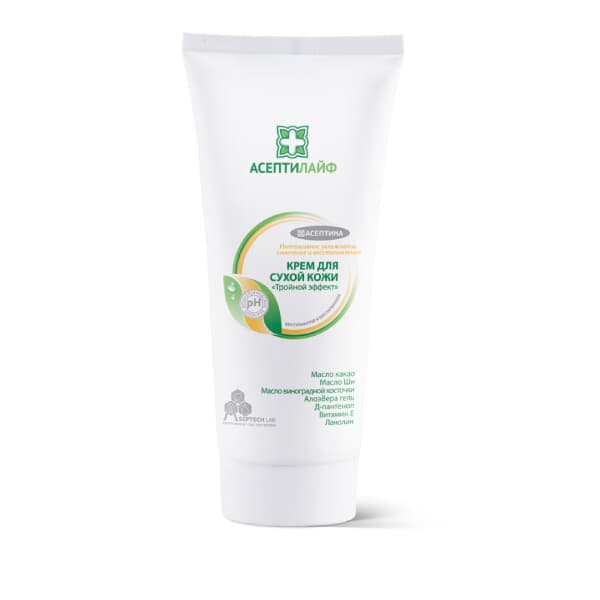 АСЕПТИЛАЙФ
АСЕПТИКА
КРЕМ ДЛЯ
СУХОЙ КОЖИ
«Тройной эффект»
pH
Масло какао
Масло Ши
Масло виноградной косточки
АлоэВера гель
Д-пантенол
Витамин Е
Ланолин
SOFTECH LAB